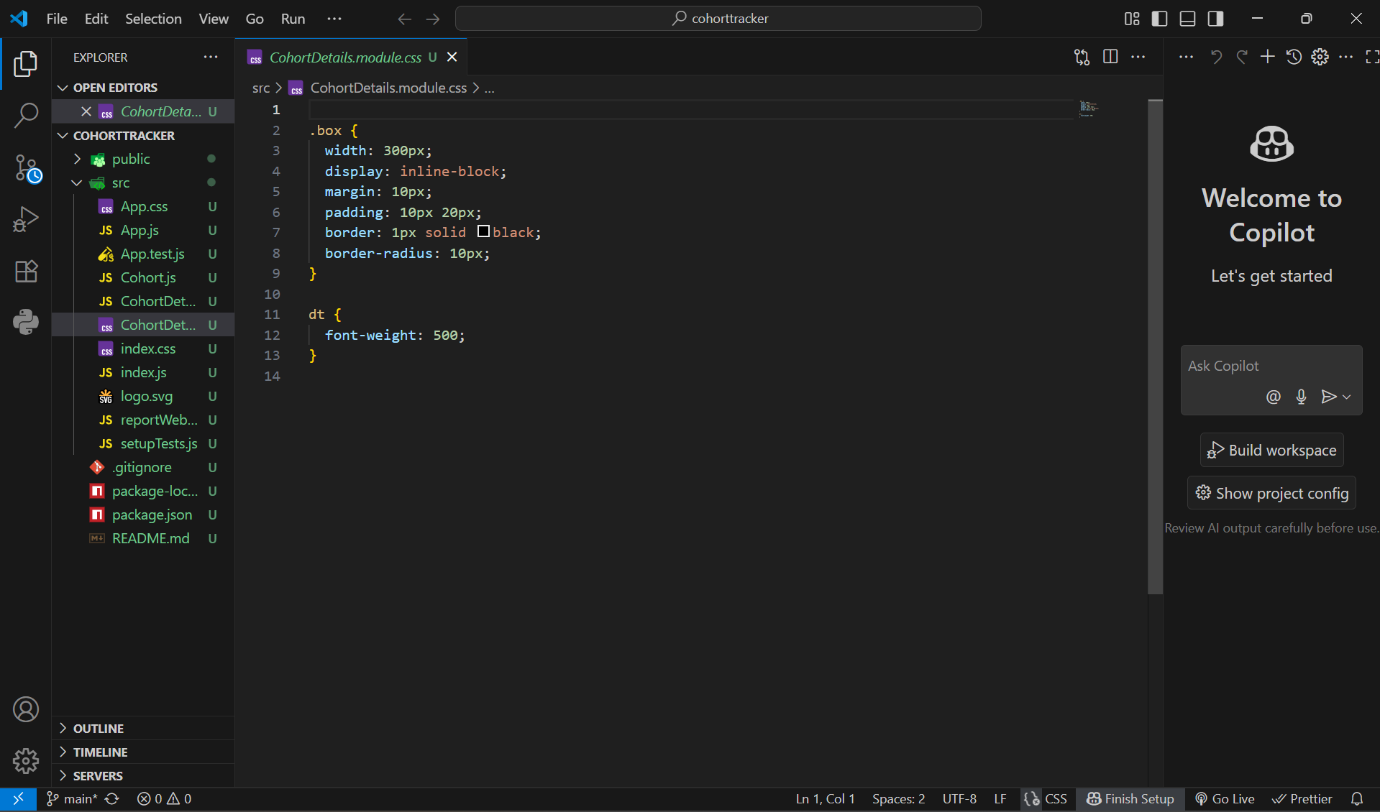 File Edit Selection View Go Run ··· cohorttracker
EXPLORER
OPEN EDITORS
CohortDeta... U
COHORTTRACKER
public
src
App.css U
App.js U
App.test.js U
Cohort.js U
CohortDet... U
CohortDet... U
index.css U
index.js U
logo.svg U
reportWeb... U
setupTests.js U
.gitignore U
package-loc... U
package.json U
README.md U
OUTLINE
TIMELINE
SERVERS
CohortDetails.module.css U
src > CohortDetails.module.css > ...
1
2 .box {
3 width: 300px;
4 display: inline-block;
5 margin: 10px;
6 padding: 10px 20px;
7 border: 1px solid black;
8 border-radius: 10px;
9 }
10
11 dt {
12 font-weight: 500;
13 }
14
Welcome to
Copilot
Let's get started
Ask Copilot
Build workspace
Show project config
Review AI output carefully before use.
main* 0 0 Ln 1, Col 1 Spaces: 2 UTF-8 LF CSS Finish Setup Go Live Prettier